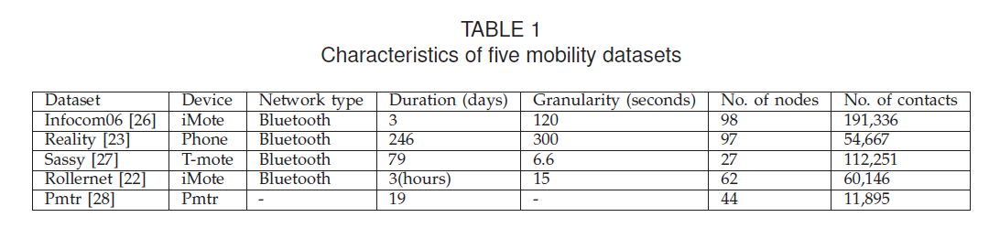 TABLE 1
Characteristics of five mobility datasets
Dataset Device Network type Duration (days) Granularity (seconds) No. of nodes No. of contacts
Infocom06 [26] iMote Bluetooth 3 120 98 191,336
Reality [23] Phone Bluetooth 246 300 97 54,667
Sassy [27] T-mote Bluetooth 79 6.6 27 112,251
Rollernet [22] iMote Bluetooth 3(hours) 15 62 60,146
Pmtr [28] Pmtr - 19 - 44 11,895